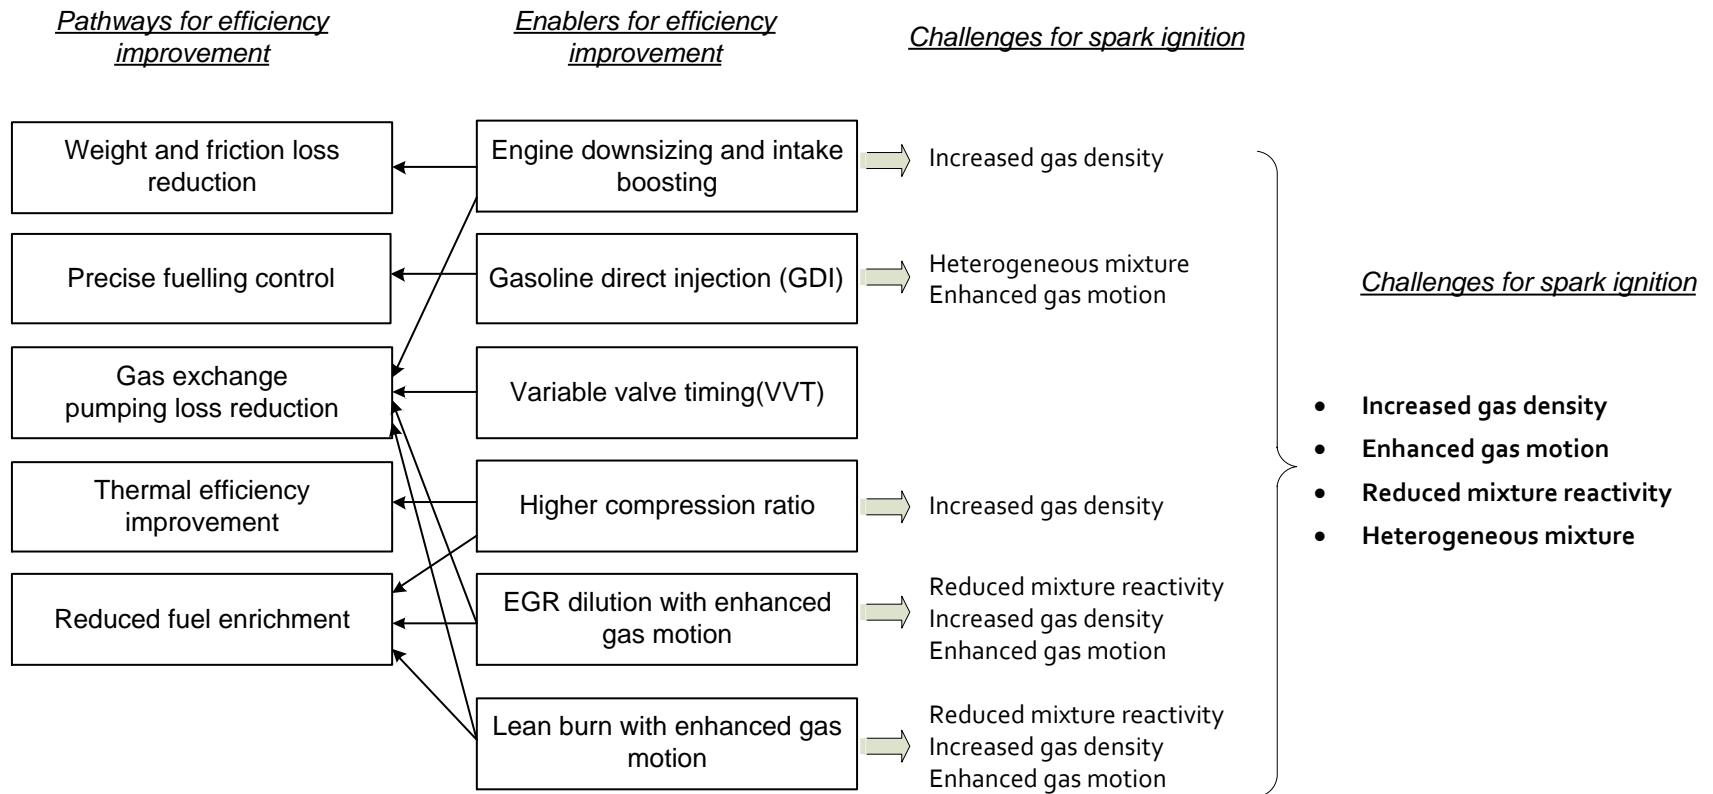 Pathways for efficiency
improvement
Enablers for efficiency
improvement
Challenges for spark ignition
Weight and friction loss
reduction
Engine downsizing and intake
boosting
Increased gas density
Precise fuelling control
Gasoline direct injection (GDI)
Heterogeneous mixture
Enhanced gas motion
Gas exchange
pumping loss reduction
Variable valve timing(VVT)
Thermal efficiency
improvement
Higher compression ratio
Increased gas density
Reduced fuel enrichment
EGR dilution with enhanced
gas motion
Reduced mixture reactivity
Increased gas density
Enhanced gas motion
Lean burn with enhanced gas
motion
Reduced mixture reactivity
Increased gas density
Enhanced gas motion
Challenges for spark ignition
• Increased gas density
• Enhanced gas motion
• Reduced mixture reactivity
• Heterogeneous mixture